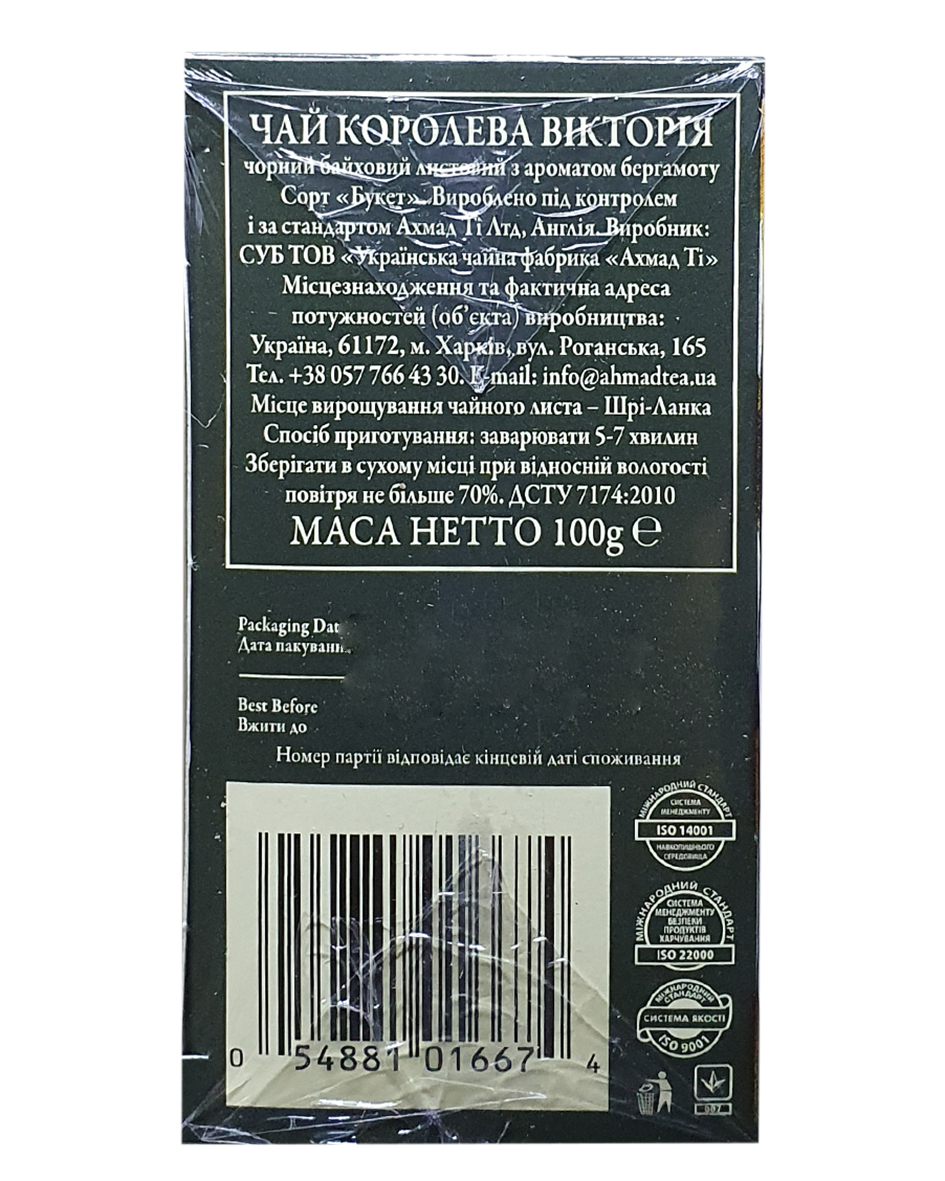 ЧАЙ КОРОЛЕВА ВІКТОРІЯ
чорний байховий листовий з ароматом бергамоту
Сорт «Букет». Вироблено під контролем
і за стандартом Ахмад Ті Лтд, Англія. Виробник:
СУБ ТОВ «Українська чайна фабрика «Ахмад Ті»
Місцезнаходження та фактична адреса
потужностей (об'єкта) виробництва:
Україна, 61172, м. Харків, вул. Роганська, 165
Тел. +38 057 766 43 30. E-mail: info@ahmadtea.ua
Місце вирощування чайного листа – Шрі-Ланка
Спосіб приготування: заварювати 5-7 хвилин
Зберігати в сухому місці при відносній вологості
повітря не більше 70%. ДСТУ 7174:2010
МАСА НЕТТО 100g ℮
Packaging Dat
Дата пакуванн
Best Before
Вжити до
Номер партії відповідає кінцевій даті споживання
МІЖНАРОДНИЙ СТАНДАРТ
СИСТЕМА
МЕНЕДЖМЕНТУ
ISO 14001
НАВКОЛИШНЬОГО
СЕРЕДОВИЩА
МІЖНАРОДНИЙ СТАНДАРТ
СИСТЕМА
МЕНЕДЖМЕНТУ
БЕЗПЕКИ
ПРОДУКТІВ
ХАРЧУВАННЯ
ISO 22000
МІЖНАРОДНИЙ
СТАНДАРТ
СИСТЕМА ЯКОСТІ
ISO 9001
0 54881 01667 4